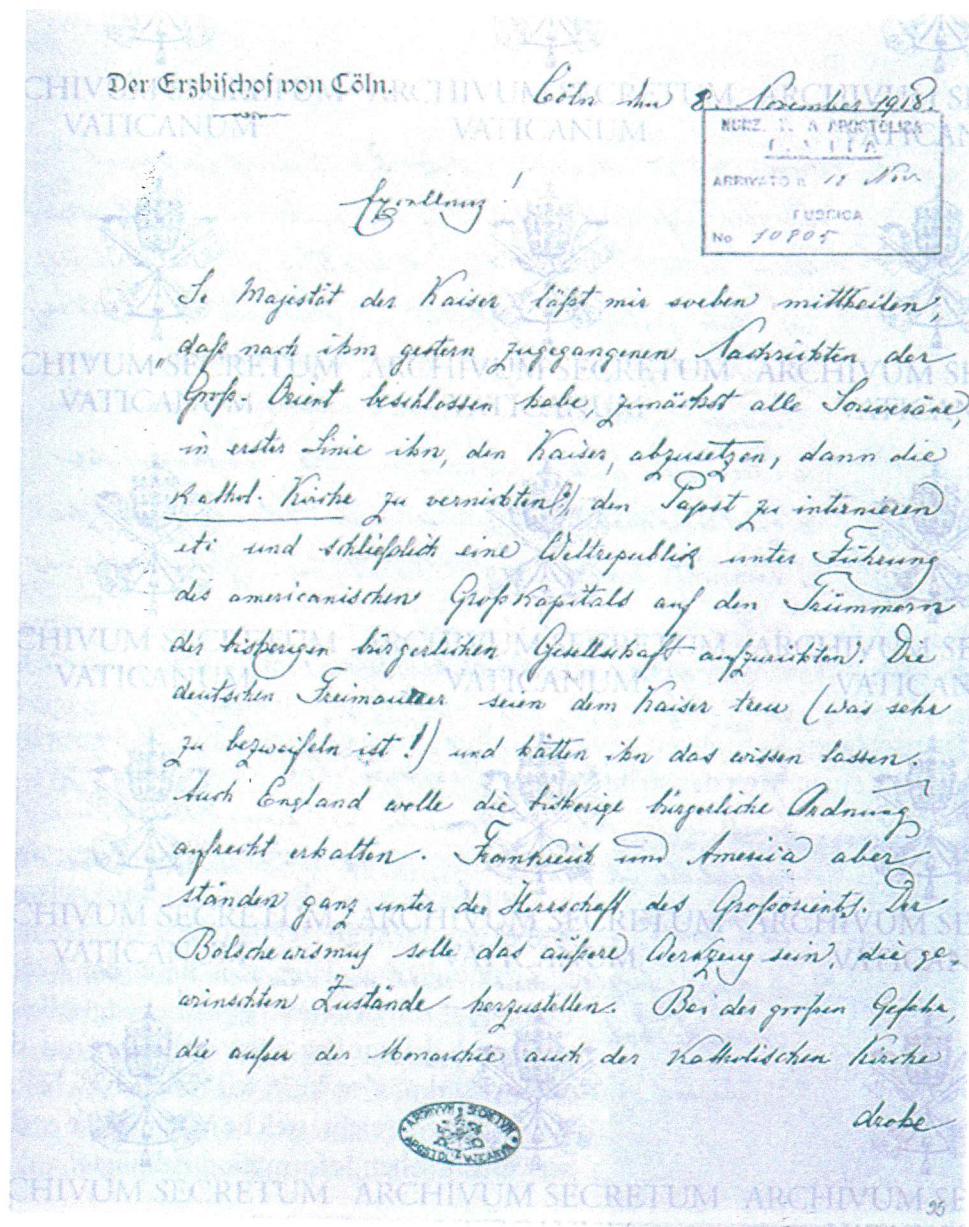 Der Erzbischof von Cöln.
Cöln den 8. November 1918.
NUNZ. APOSTOLICA
ARRIVATO il 12 Nov.
RUBRICA
No 10805
Excellenz!
Se Majestät der Kaiser läßt mir soeben mittheilen,
„daß nach ihm gestern zugegangenen Nachrichten der
Groß-Orient beschlossen habe, zunächst alle Souveräne,
in erster Linie ihn, den Kaiser, abzusetzen, dann die
kathol. Kirche zu vernichten(?), den Papst zu internieren
etc und schließlich eine Weltrepublik unter Führung
des americanischen Großkapitals auf den Trümmern
der bisherigen bürgerlichen Gesellschaft aufzurichten. Die
deutschen Freimaurer seien dem Kaiser treu (was sehr
zu bezweifeln ist!) und hätten ihn das wissen lassen.
Auch England wolle die bisherige bürgerliche Ordnung
aufrecht erhalten. Frankreich und America aber
ständen ganz unter der Herrschaft des Großorients. Der
Bolschewismus solle das äußere Werkzeug sein, die ge-
wünschten Zustände herzustellen. Bei der großen Gefahr,
die außer der Monarchie auch der Katholischen Kirche
drohe
ARCHIVUM SECRETUM
APOSTOL. VATICANUM
ARCHIVUM SECRETUM
VATICANUM
95